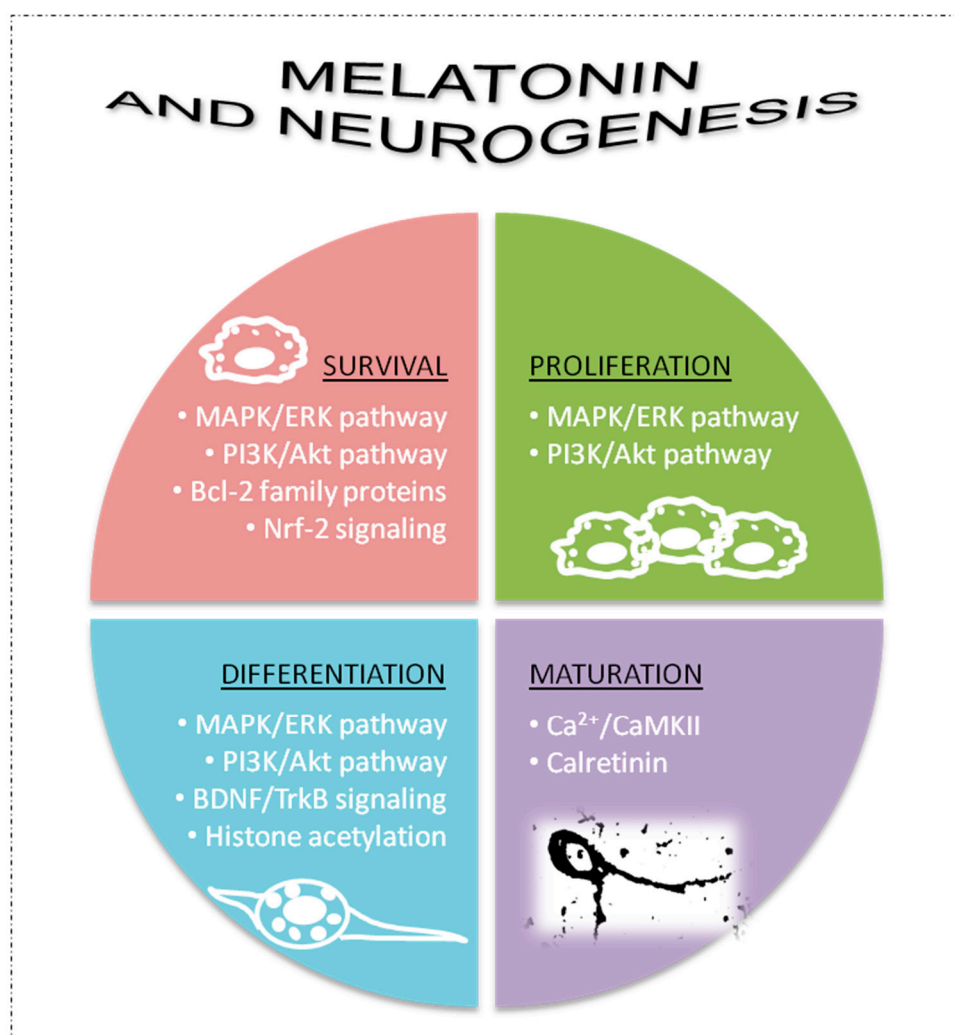 MELATONIN
AND NEUROGENESIS
SURVIVAL
• MAPK/ERK pathway
• PI3K/Akt pathway
• Bcl-2 family proteins
• Nrf-2 signaling
PROLIFERATION
• MAPK/ERK pathway
• PI3K/Akt pathway
DIFFERENTIATION
• MAPK/ERK pathway
• PI3K/Akt pathway
• BDNF/TrkB signaling
• Histone acetylation
MATURATION
• Ca²⁺/CaMKII
• Calretinin